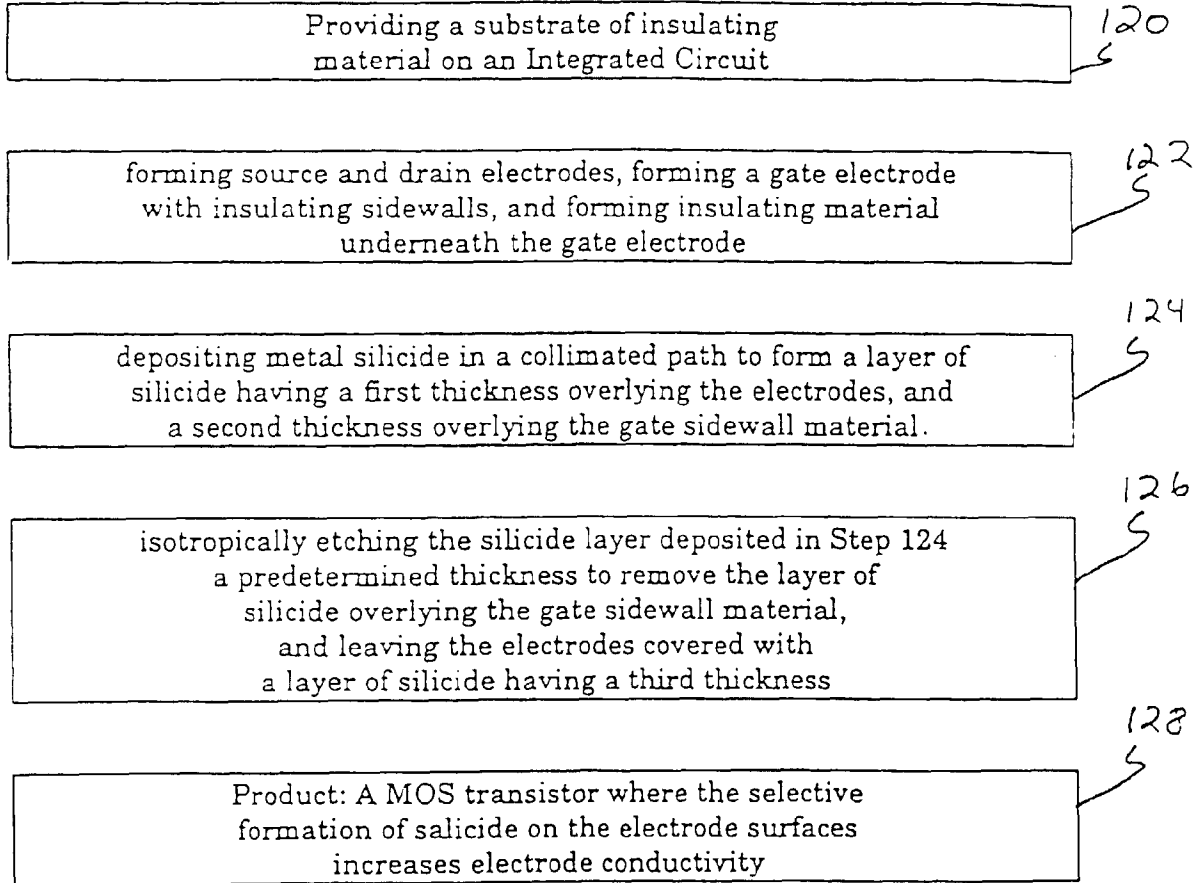 Providing a substrate of insulating
material on an Integrated Circuit
120
forming source and drain electrodes, forming a gate electrode
with insulating sidewalls, and forming insulating material
underneath the gate electrode
122
depositing metal silicide in a collimated path to form a layer of
silicide having a first thickness overlying the electrodes, and
a second thickness overlying the gate sidewall material.
124
isotropically etching the silicide layer deposited in Step 124
a predetermined thickness to remove the layer of
silicide overlying the gate sidewall material,
and leaving the electrodes covered with
a layer of silicide having a third thickness
126
Product: A MOS transistor where the selective
formation of salicide on the electrode surfaces
increases electrode conductivity
128